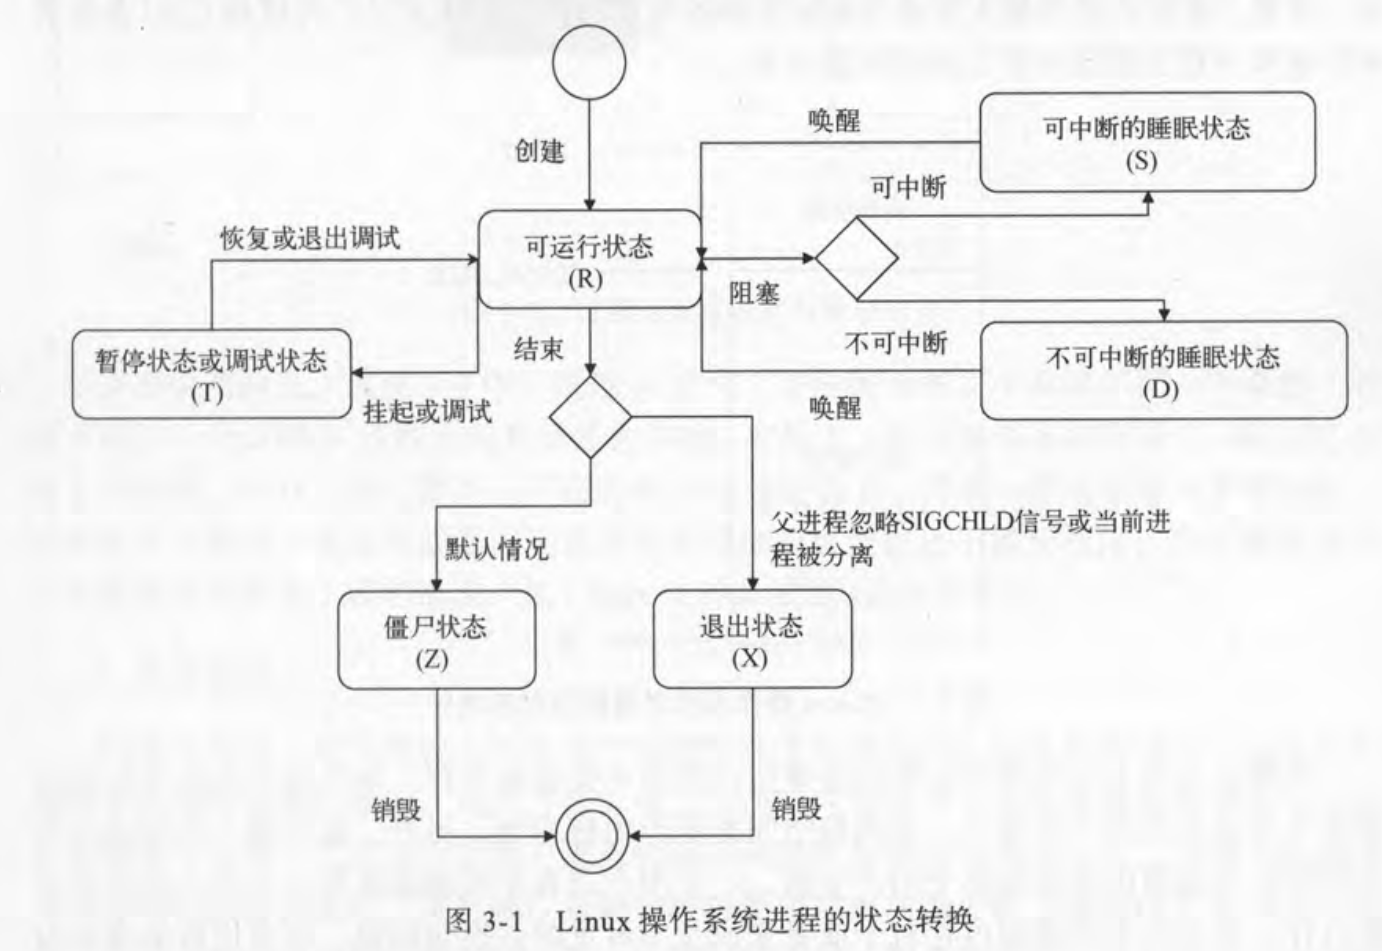 创建
唤醒
可中断的睡眠状态
(S)
可中断
恢复或退出调试
可运行状态
(R)
阻塞
暂停状态或调试状态
(T)
挂起或调试
结束
不可中断
不可中断的睡眠状态
(D)
唤醒
父进程忽略SIGCHLD信号或当前进
程被分离
默认情况
僵尸状态
(Z)
退出状态
(X)
销毁
销毁
图 3-1 Linux 操作系统进程的状态转换